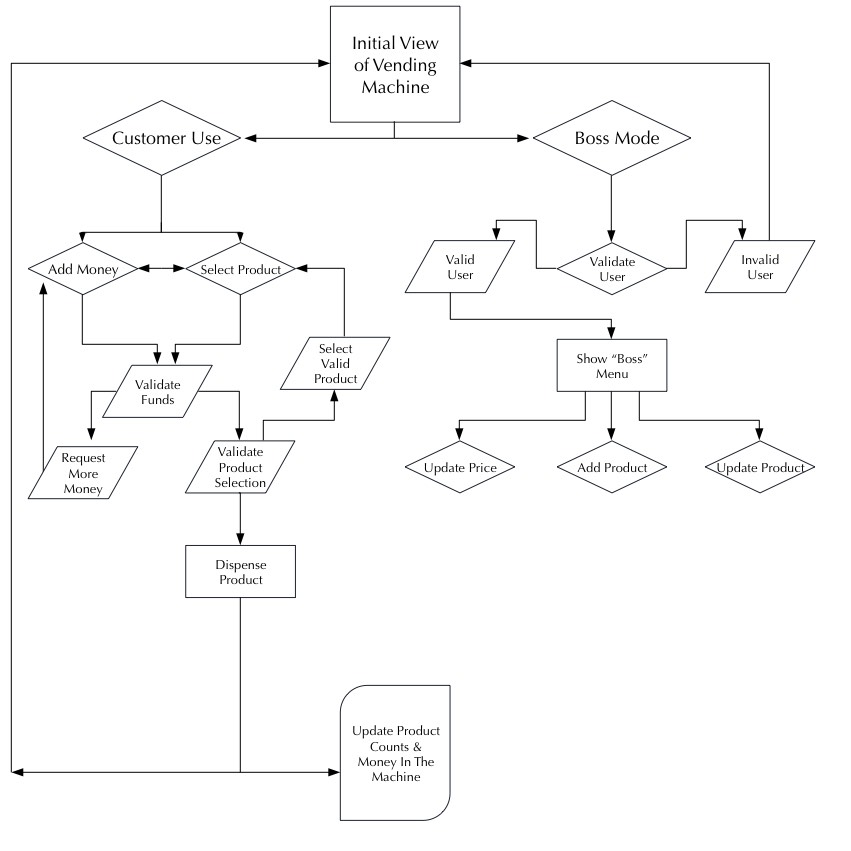 Initial View
of Vending
Machine
Customer Use
Boss Mode
Add Money
Select Product
Valid
User
Validate
User
Invalid
User
Select
Valid
Product
Show “Boss”
Menu
Validate
Funds
Request
More
Money
Validate
Product
Selection
Update Price
Add Product
Update Product
Dispense
Product
Update Product
Counts &
Money In The
Machine